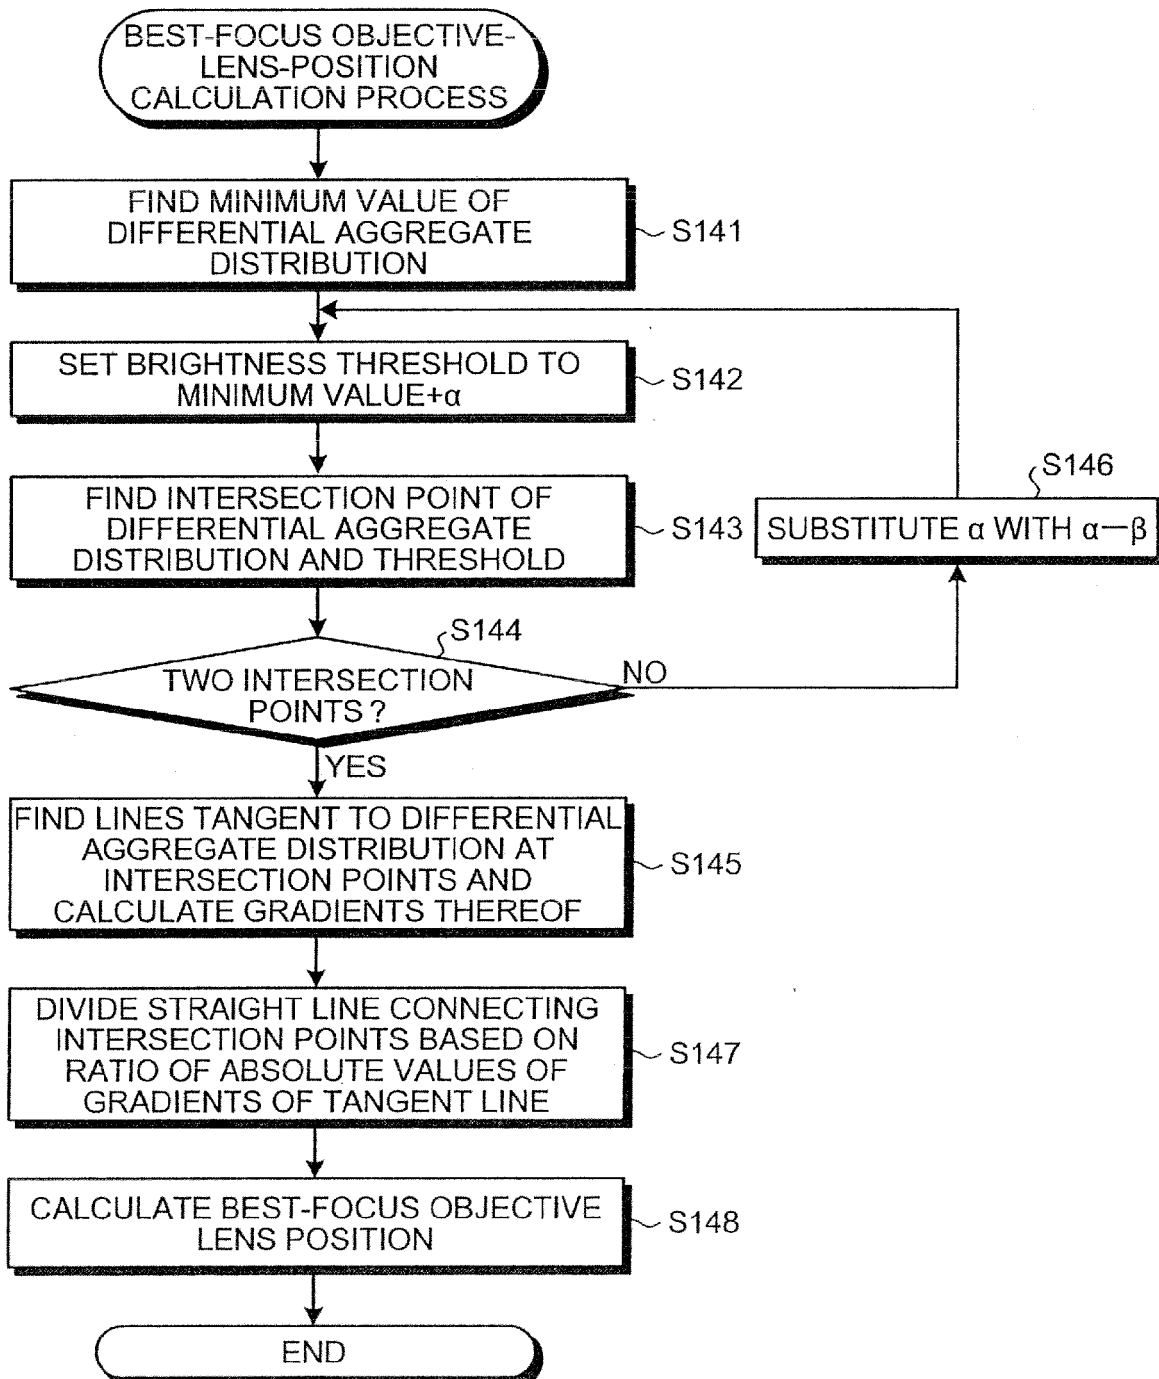 BEST-FOCUS OBJECTIVE-
LENS-POSITION
CALCULATION PROCESS
FIND MINIMUM VALUE OF
DIFFERENTIAL AGGREGATE
DISTRIBUTION
S141
SET BRIGHTNESS THRESHOLD TO
MINIMUM VALUE+α
S142
FIND INTERSECTION POINT OF
DIFFERENTIAL AGGREGATE
DISTRIBUTION AND THRESHOLD
S143
S146
SUBSTITUTE α WITH α—β
S144
TWO INTERSECTION
POINTS ?
NO
YES
FIND LINES TANGENT TO DIFFERENTIAL
AGGREGATE DISTRIBUTION AT
INTERSECTION POINTS AND
CALCULATE GRADIENTS THEREOF
S145
DIVIDE STRAIGHT LINE CONNECTING
INTERSECTION POINTS BASED ON
RATIO OF ABSOLUTE VALUES OF
GRADIENTS OF TANGENT LINE
S147
CALCULATE BEST-FOCUS OBJECTIVE
LENS POSITION
S148
END